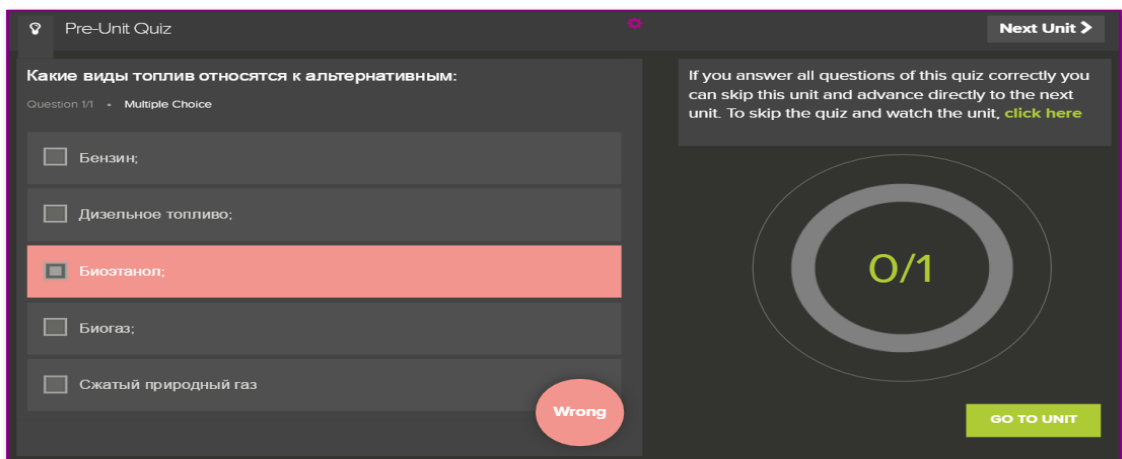 Pre-Unit Quiz
Next Unit
Какие виды топлив относятся к альтернативным:
Question 1/1 • Multiple Choice
Бензин;
Дизельное топливо;
Биоэтанол;
Биогаз;
Сжатый природный газ
Wrong
If you answer all questions of this quiz correctly you
can skip this unit and advance directly to the next
unit. To skip the quiz and watch the unit, click here
0/1
GO TO UNIT